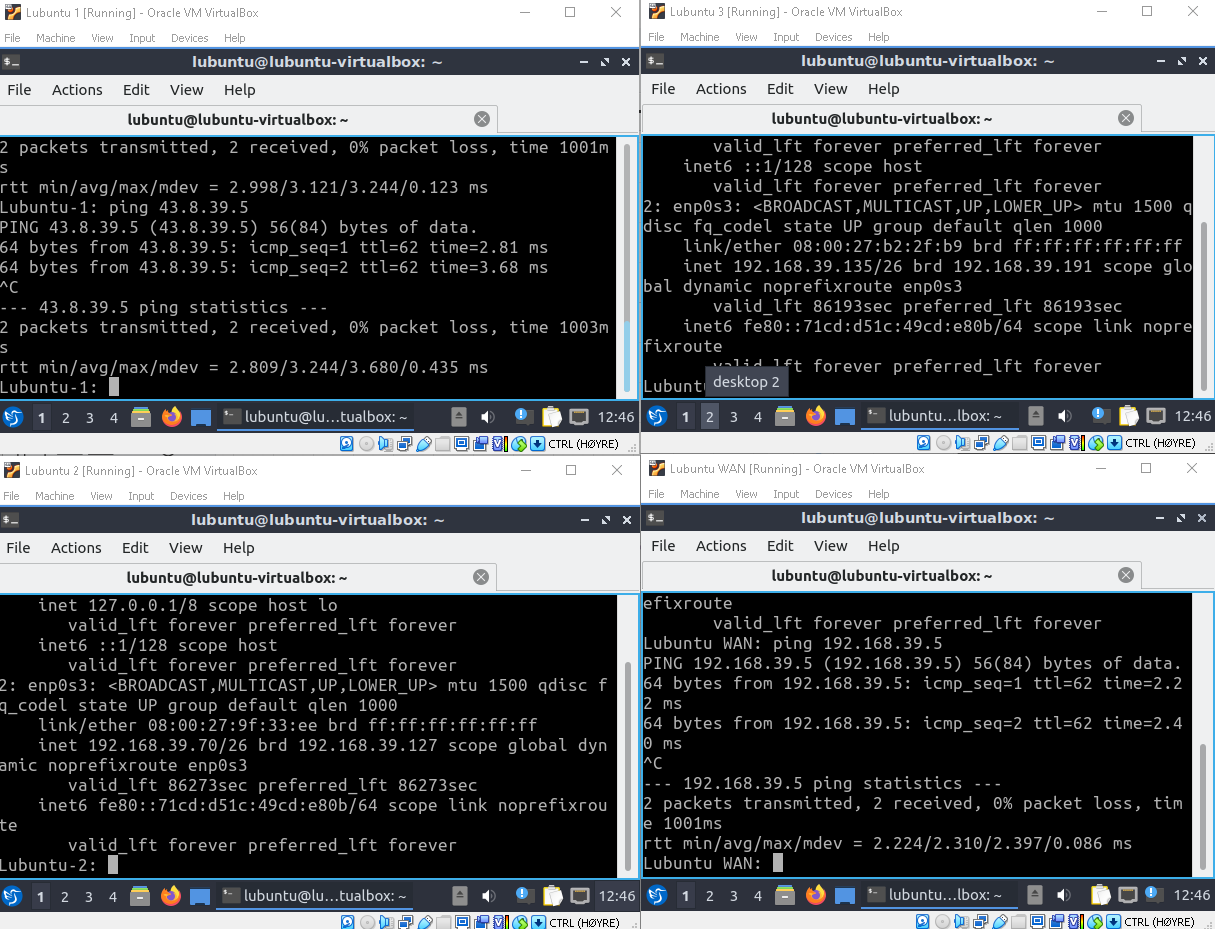 Lubuntu 1 [Running] - Oracle VM VirtualBox
File Machine View Input Devices Help
lubuntu@lubuntu-virtualbox: ~
File Actions Edit View Help
lubuntu@lubuntu-virtualbox: ~
2 packets transmitted, 2 received, 0% packet loss, time 1001m
s
rtt min/avg/max/mdev = 2.998/3.121/3.244/0.123 ms
Lubuntu-1: ping 43.8.39.5
PING 43.8.39.5 (43.8.39.5) 56(84) bytes of data.
64 bytes from 43.8.39.5: icmp_seq=1 ttl=62 time=2.81 ms
64 bytes from 43.8.39.5: icmp_seq=2 ttl=62 time=3.68 ms
^C
--- 43.8.39.5 ping statistics ---
2 packets transmitted, 2 received, 0% packet loss, time 1003m
s
rtt min/avg/max/mdev = 2.809/3.244/3.680/0.435 ms
Lubuntu-1:
1 2 3 4 lubuntu@lu…tualbox: ~ 12:46
CTRL (HØYRE)
Lubuntu 3 [Running] - Oracle VM VirtualBox
File Machine View Input Devices Help
lubuntu@lubuntu-virtualbox: ~
File Actions Edit View Help
lubuntu@lubuntu-virtualbox: ~
valid_lft forever preferred_lft forever
inet6 ::1/128 scope host
valid_lft forever preferred_lft forever
2: enp0s3: <BROADCAST,MULTICAST,UP,LOWER_UP> mtu 1500 q
disc fq_codel state UP group default qlen 1000
link/ether 08:00:27:b2:2f:b9 brd ff:ff:ff:ff:ff:ff
inet 192.168.39.135/26 brd 192.168.39.191 scope glo
bal dynamic noprefixroute enp0s3
valid_lft 86193sec preferred_lft 86193sec
inet6 fe80::71cd:d51c:49cd:e80b/64 scope link nopre
fixroute
valid_lft forever preferred_lft forever
Lubunt
desktop 2
1 2 3 4 lubuntu@…lbox: ~ 12:46
CTRL (HØYRE)
Lubuntu 2 [Running] - Oracle VM VirtualBox
File Machine View Input Devices Help
lubuntu@lubuntu-virtualbox: ~
File Actions Edit View Help
lubuntu@lubuntu-virtualbox: ~
inet 127.0.0.1/8 scope host lo
valid_lft forever preferred_lft forever
inet6 ::1/128 scope host
valid_lft forever preferred_lft forever
2: enp0s3: <BROADCAST,MULTICAST,UP,LOWER_UP> mtu 1500 qdisc f
q_codel state UP group default qlen 1000
link/ether 08:00:27:9f:33:ee brd ff:ff:ff:ff:ff:ff
inet 192.168.39.70/26 brd 192.168.39.127 scope global dyn
amic noprefixroute enp0s3
valid_lft 86273sec preferred_lft 86273sec
inet6 fe80::71cd:d51c:49cd:e80b/64 scope link noprefixrou
te
valid_lft forever preferred_lft forever
Lubuntu-2:
1 2 3 4 lubuntu@lu…tualbox: ~ 12:46
CTRL (HØYRE)
Lubuntu WAN [Running] - Oracle VM VirtualBox
File Machine View Input Devices Help
lubuntu@lubuntu-virtualbox: ~
File Actions Edit View Help
lubuntu@lubuntu-virtualbox: ~
efixroute
valid_lft forever preferred_lft forever
Lubuntu WAN: ping 192.168.39.5
PING 192.168.39.5 (192.168.39.5) 56(84) bytes of data.
64 bytes from 192.168.39.5: icmp_seq=1 ttl=62 time=2.2
2 ms
64 bytes from 192.168.39.5: icmp_seq=2 ttl=62 time=2.4
0 ms
^C
--- 192.168.39.5 ping statistics ---
2 packets transmitted, 2 received, 0% packet loss, tim
e 1001ms
rtt min/avg/max/mdev = 2.224/2.310/2.397/0.086 ms
Lubuntu WAN:
1 2 3 4 lubuntu@…lbox: ~ 12:46
CTRL (HØYRE)